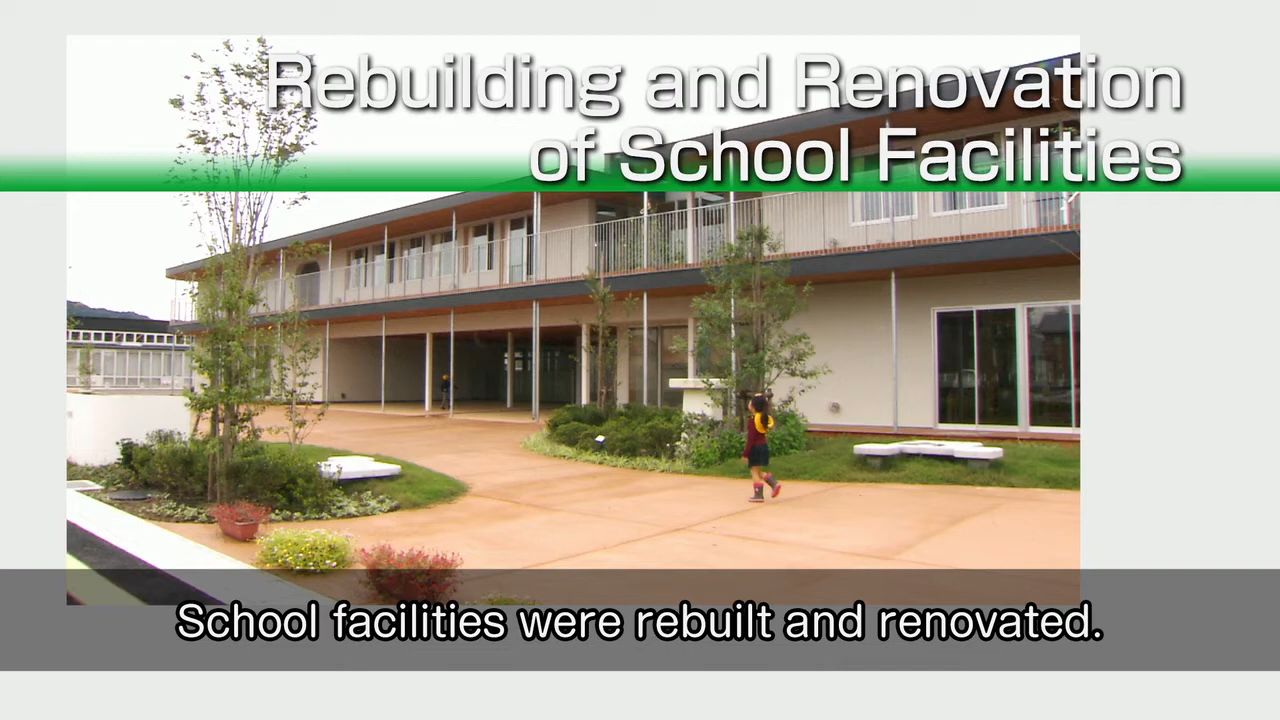 Rebuilding and Renovation
of School Facilities
School facilities were rebuilt and renovated.